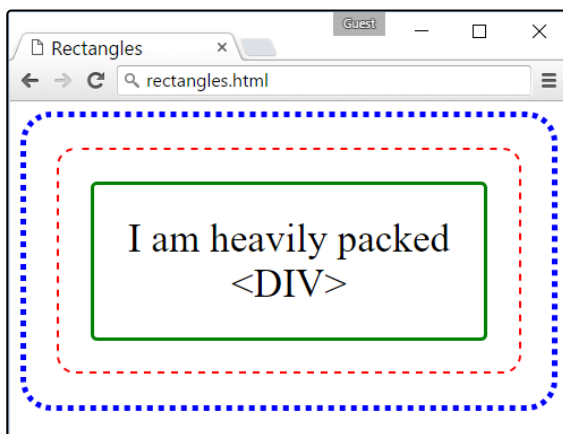 Guest
Rectangles
rectangles.html
I am heavily packed
<DIV>